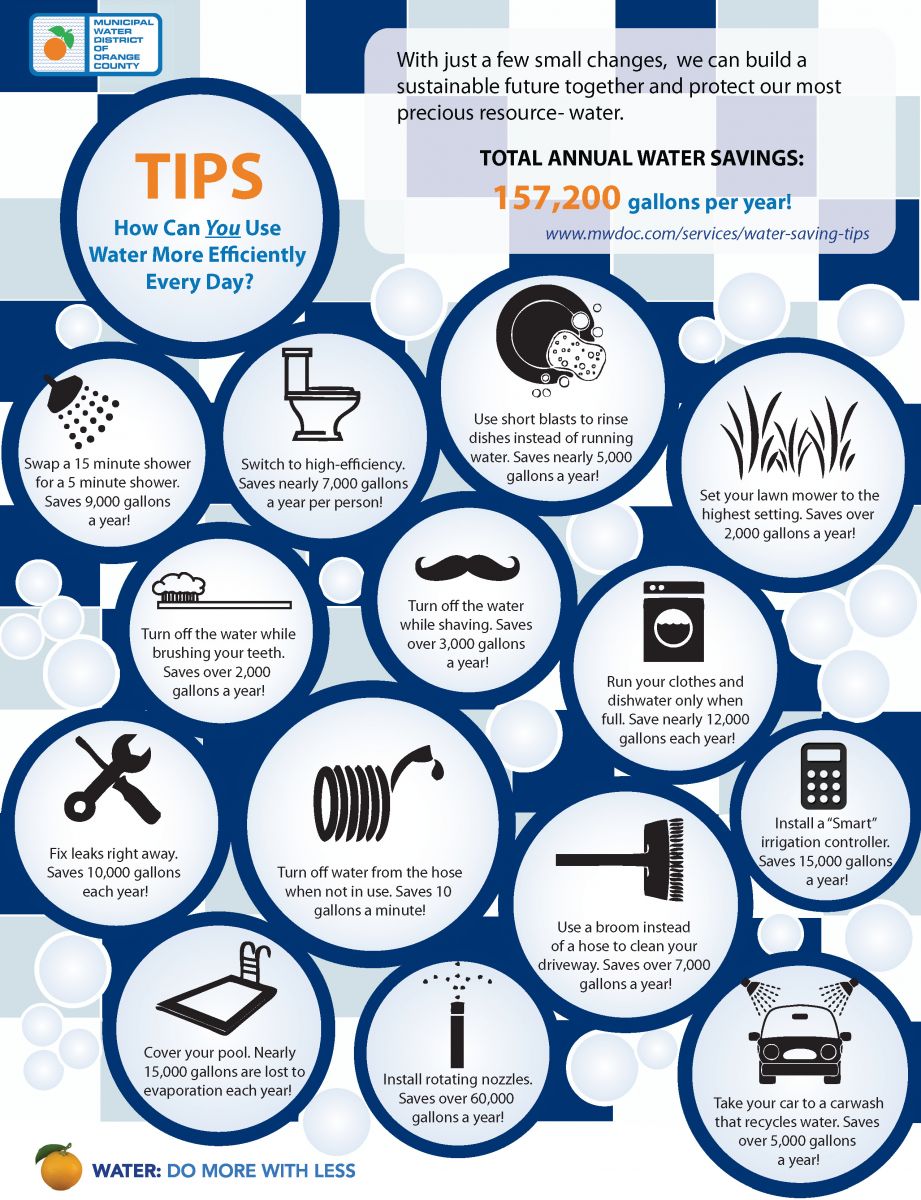 MUNICIPAL
WATER
DISTRICT
OF
ORANGE
COUNTY
With just a few small changes, we can build a
sustainable future together and protect our most
precious resource- water.
TOTAL ANNUAL WATER SAVINGS:
157,200 gallons per year!
www.mwdoc.com/services/water-saving-tips
TIPS
How Can You Use
Water More Efficiently
Every Day?
Swap a 15 minute shower
for a 5 minute shower.
Saves 9,000 gallons
a year!
Switch to high-efficiency.
Saves nearly 7,000 gallons
a year per person!
Use short blasts to rinse
dishes instead of running
water. Saves nearly 5,000
gallons a year!
Set your lawn mower to the
highest setting. Saves over
2,000 gallons a year!
Turn off the water while
brushing your teeth.
Saves over 2,000
gallons a year!
Turn off the water
while shaving. Saves
over 3,000 gallons
a year!
Run your clothes and
dishwater only when
full. Save nearly 12,000
gallons each year!
Fix leaks right away.
Saves 10,000 gallons
each year!
Turn off water from the hose
when not in use. Saves 10
gallons a minute!
Use a broom instead
of a hose to clean your
driveway. Saves over 7,000
gallons a year!
Install a “Smart”
irrigation controller.
Saves 15,000 gallons
a year!
Cover your pool. Nearly
15,000 gallons are lost to
evaporation each year!
Install rotating nozzles.
Saves over 60,000
gallons a year!
Take your car to a carwash
that recycles water. Saves
over 5,000 gallons
a year!
WATER: DO MORE WITH LESS